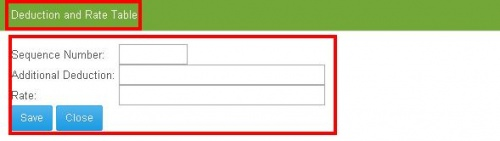 Deduction and Rate Table
Sequence Number:
Additional Deduction:
Rate:
Save Close